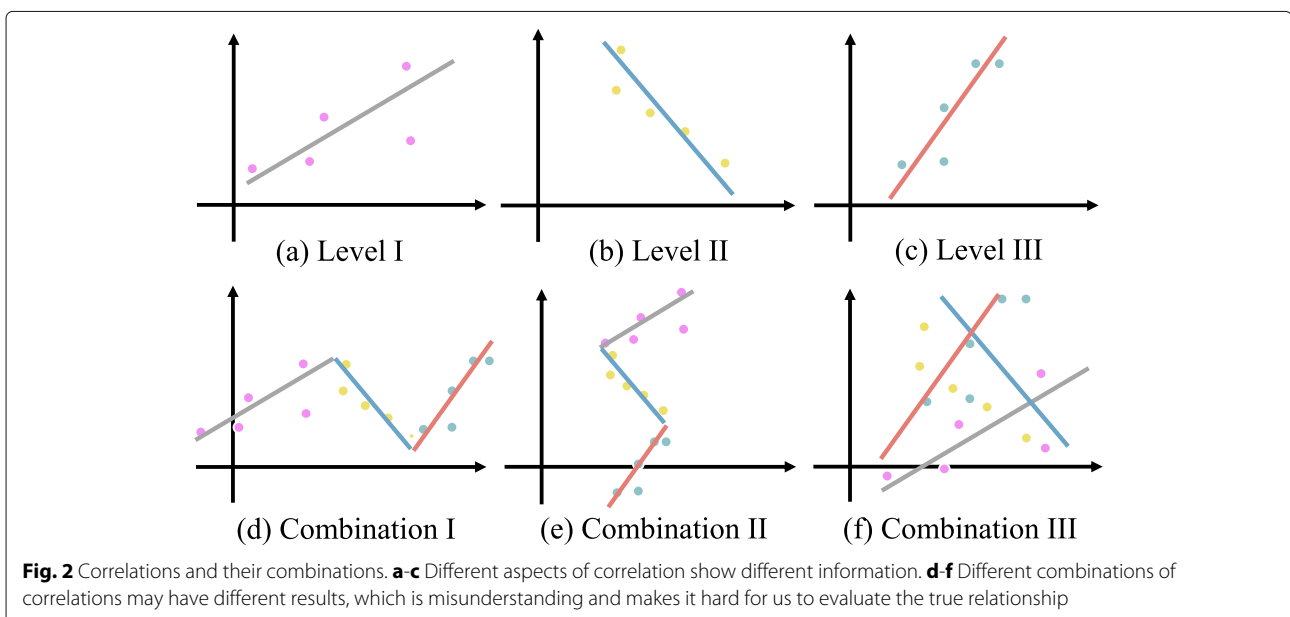 (a) Level I
(b) Level II
(c) Level III
(d) Combination I
(e) Combination II
(f) Combination III
Fig. 2 Correlations and their combinations. a-c Different aspects of correlation show different information. d-f Different combinations of
correlations may have different results, which is misunderstanding and makes it hard for us to evaluate the true relationship